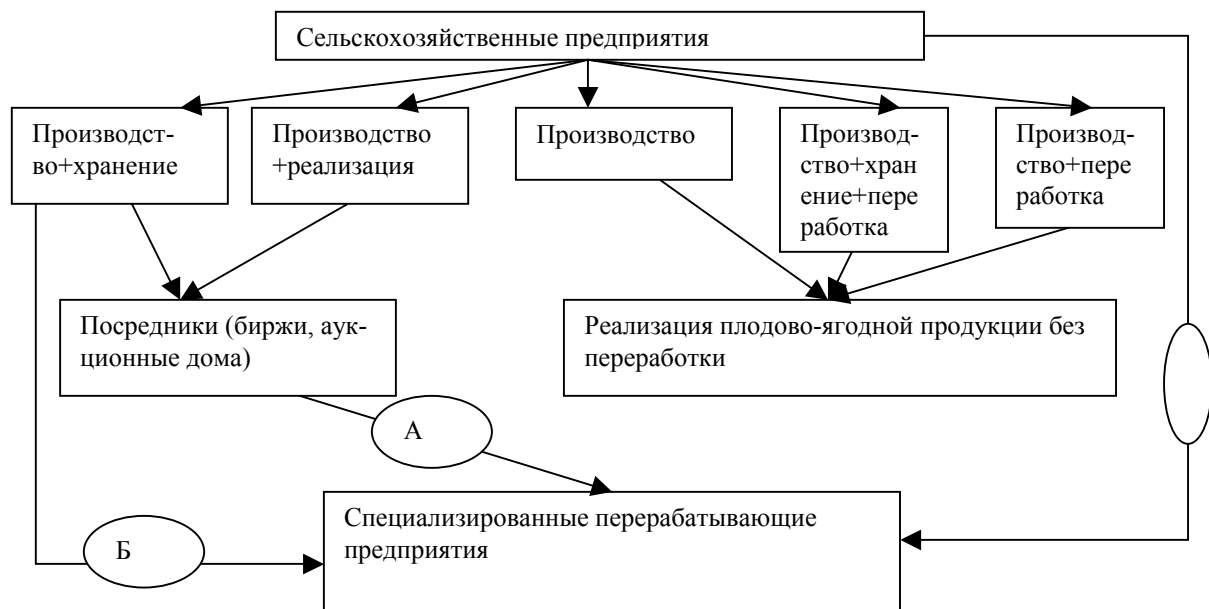 Сельскохозяйственные предприятия
Производст-
во+хранение
Производство
+реализация
Производство
Производ-
ство+хран
ение+пере
работка
Производ-
ство+пере
работка
Посредники (биржи, аук-
ционные дома)
Реализация плодово-ягодной продукции без
переработки
А
Специализированные перерабатывающие
предприятия
Б